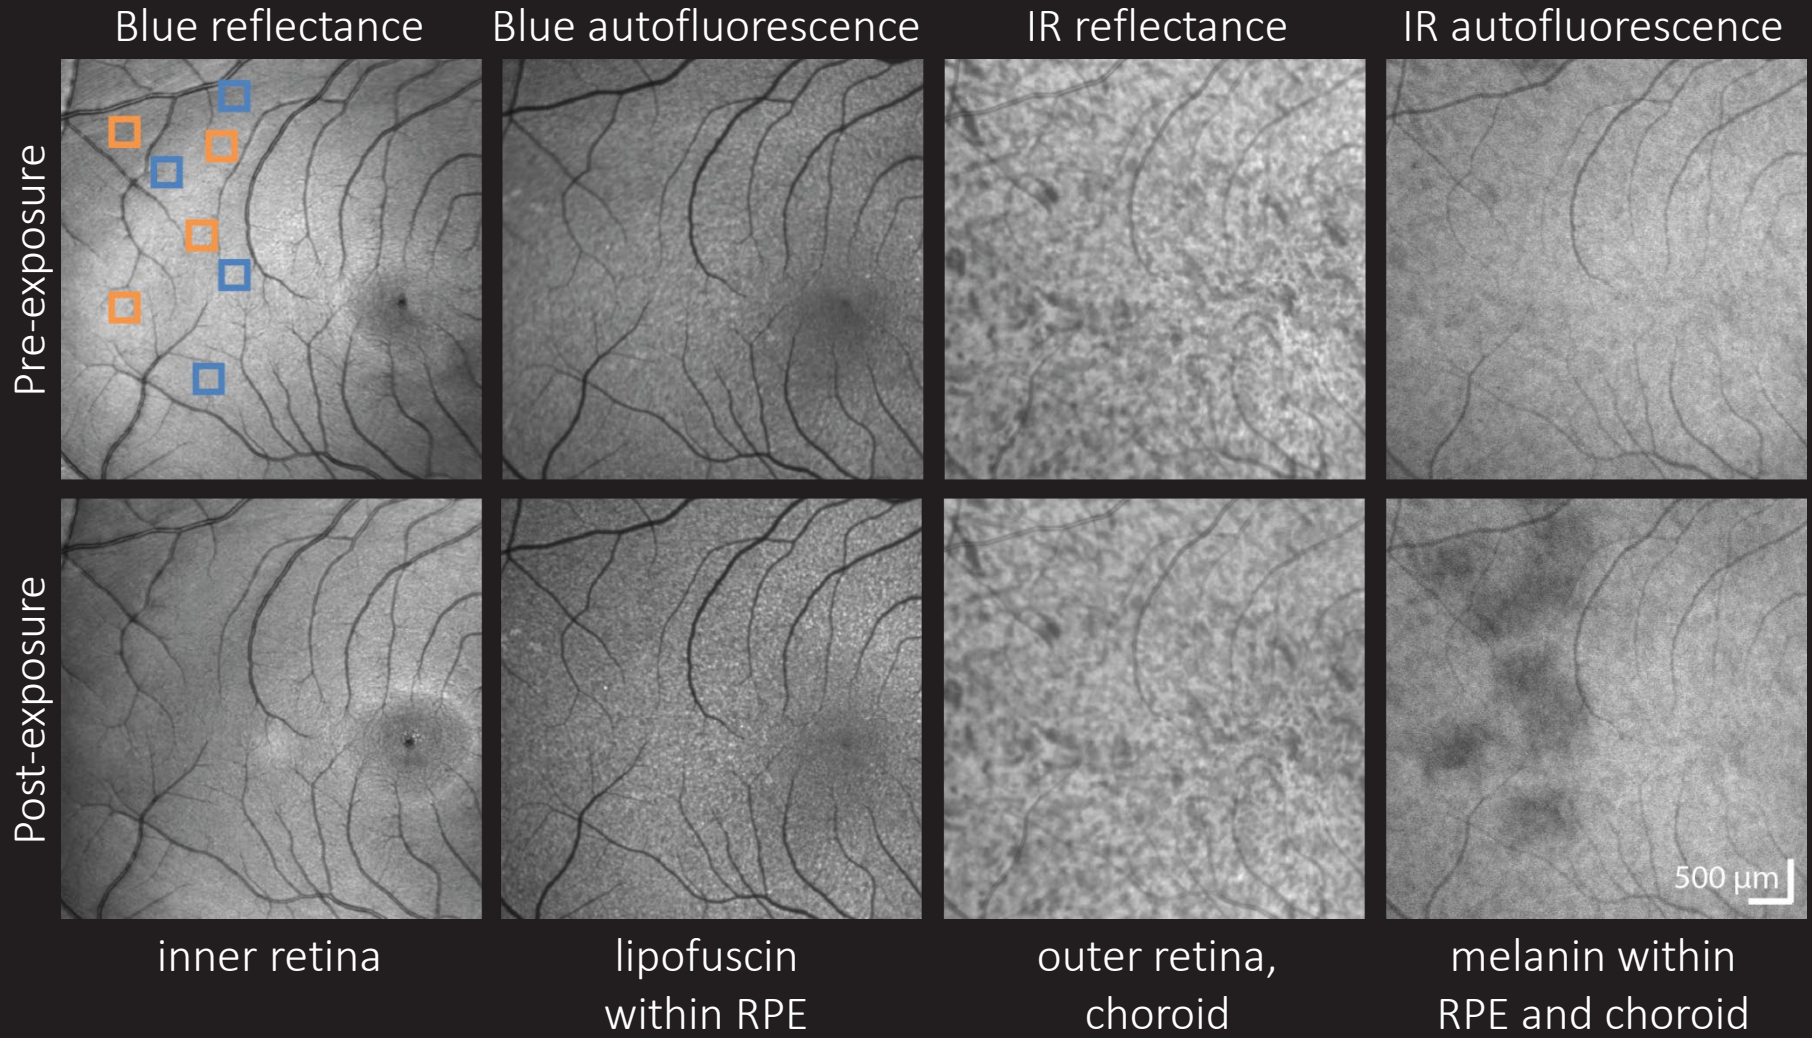 Blue reflectance
Blue autofluorescence
IR reflectance
IR autofluorescence
Pre-exposure
Post-exposure
500 µm
inner retina
lipofuscin
within RPE
outer retina,
choroid
melanin within
RPE and choroid